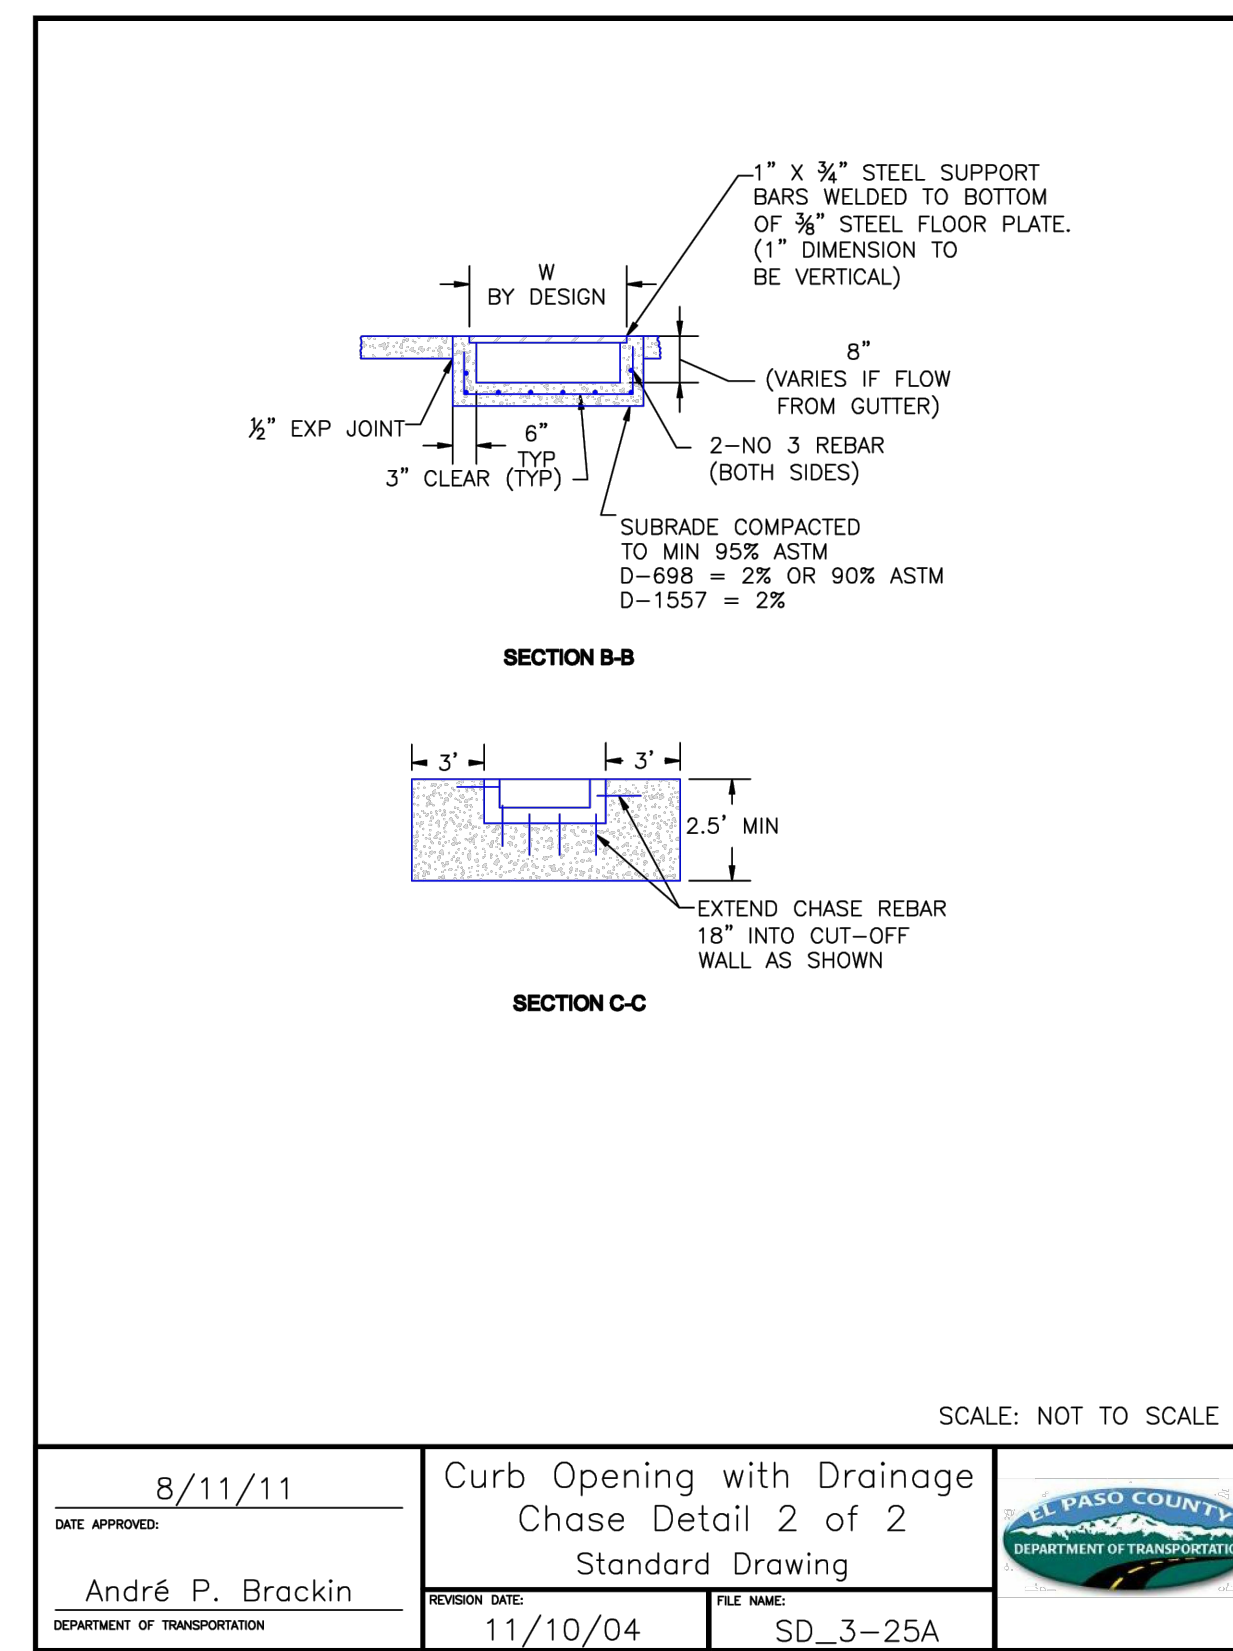 1” X ¾” STEEL SUPPORT
BARS WELDED TO BOTTOM
OF ⅜” STEEL FLOOR PLATE.
(1” DIMENSION TO
BE VERTICAL)
W
BY DESIGN
8”
(VARIES IF FLOW
FROM GUTTER)
½” EXP JOINT
6”
TYP
3” CLEAR (TYP)
2-NO 3 REBAR
(BOTH SIDES)
SUBRADE COMPACTED
TO MIN 95% ASTM
D-698 = 2% OR 90% ASTM
D-1557 = 2%
SECTION B-B
3’
3’
2.5’ MIN
EXTEND CHASE REBAR
18” INTO CUT-OFF
WALL AS SHOWN
SECTION C-C
SCALE: NOT TO SCALE
8/11/11
DATE APPROVED:
André P. Brackin
DEPARTMENT OF TRANSPORTATION
Curb Opening with Drainage
Chase Detail 2 of 2
Standard Drawing
REVISION DATE:
11/10/04
FILE NAME:
SD_3-25A
EL PASO COUNTY
DEPARTMENT OF TRANSPORTATIO